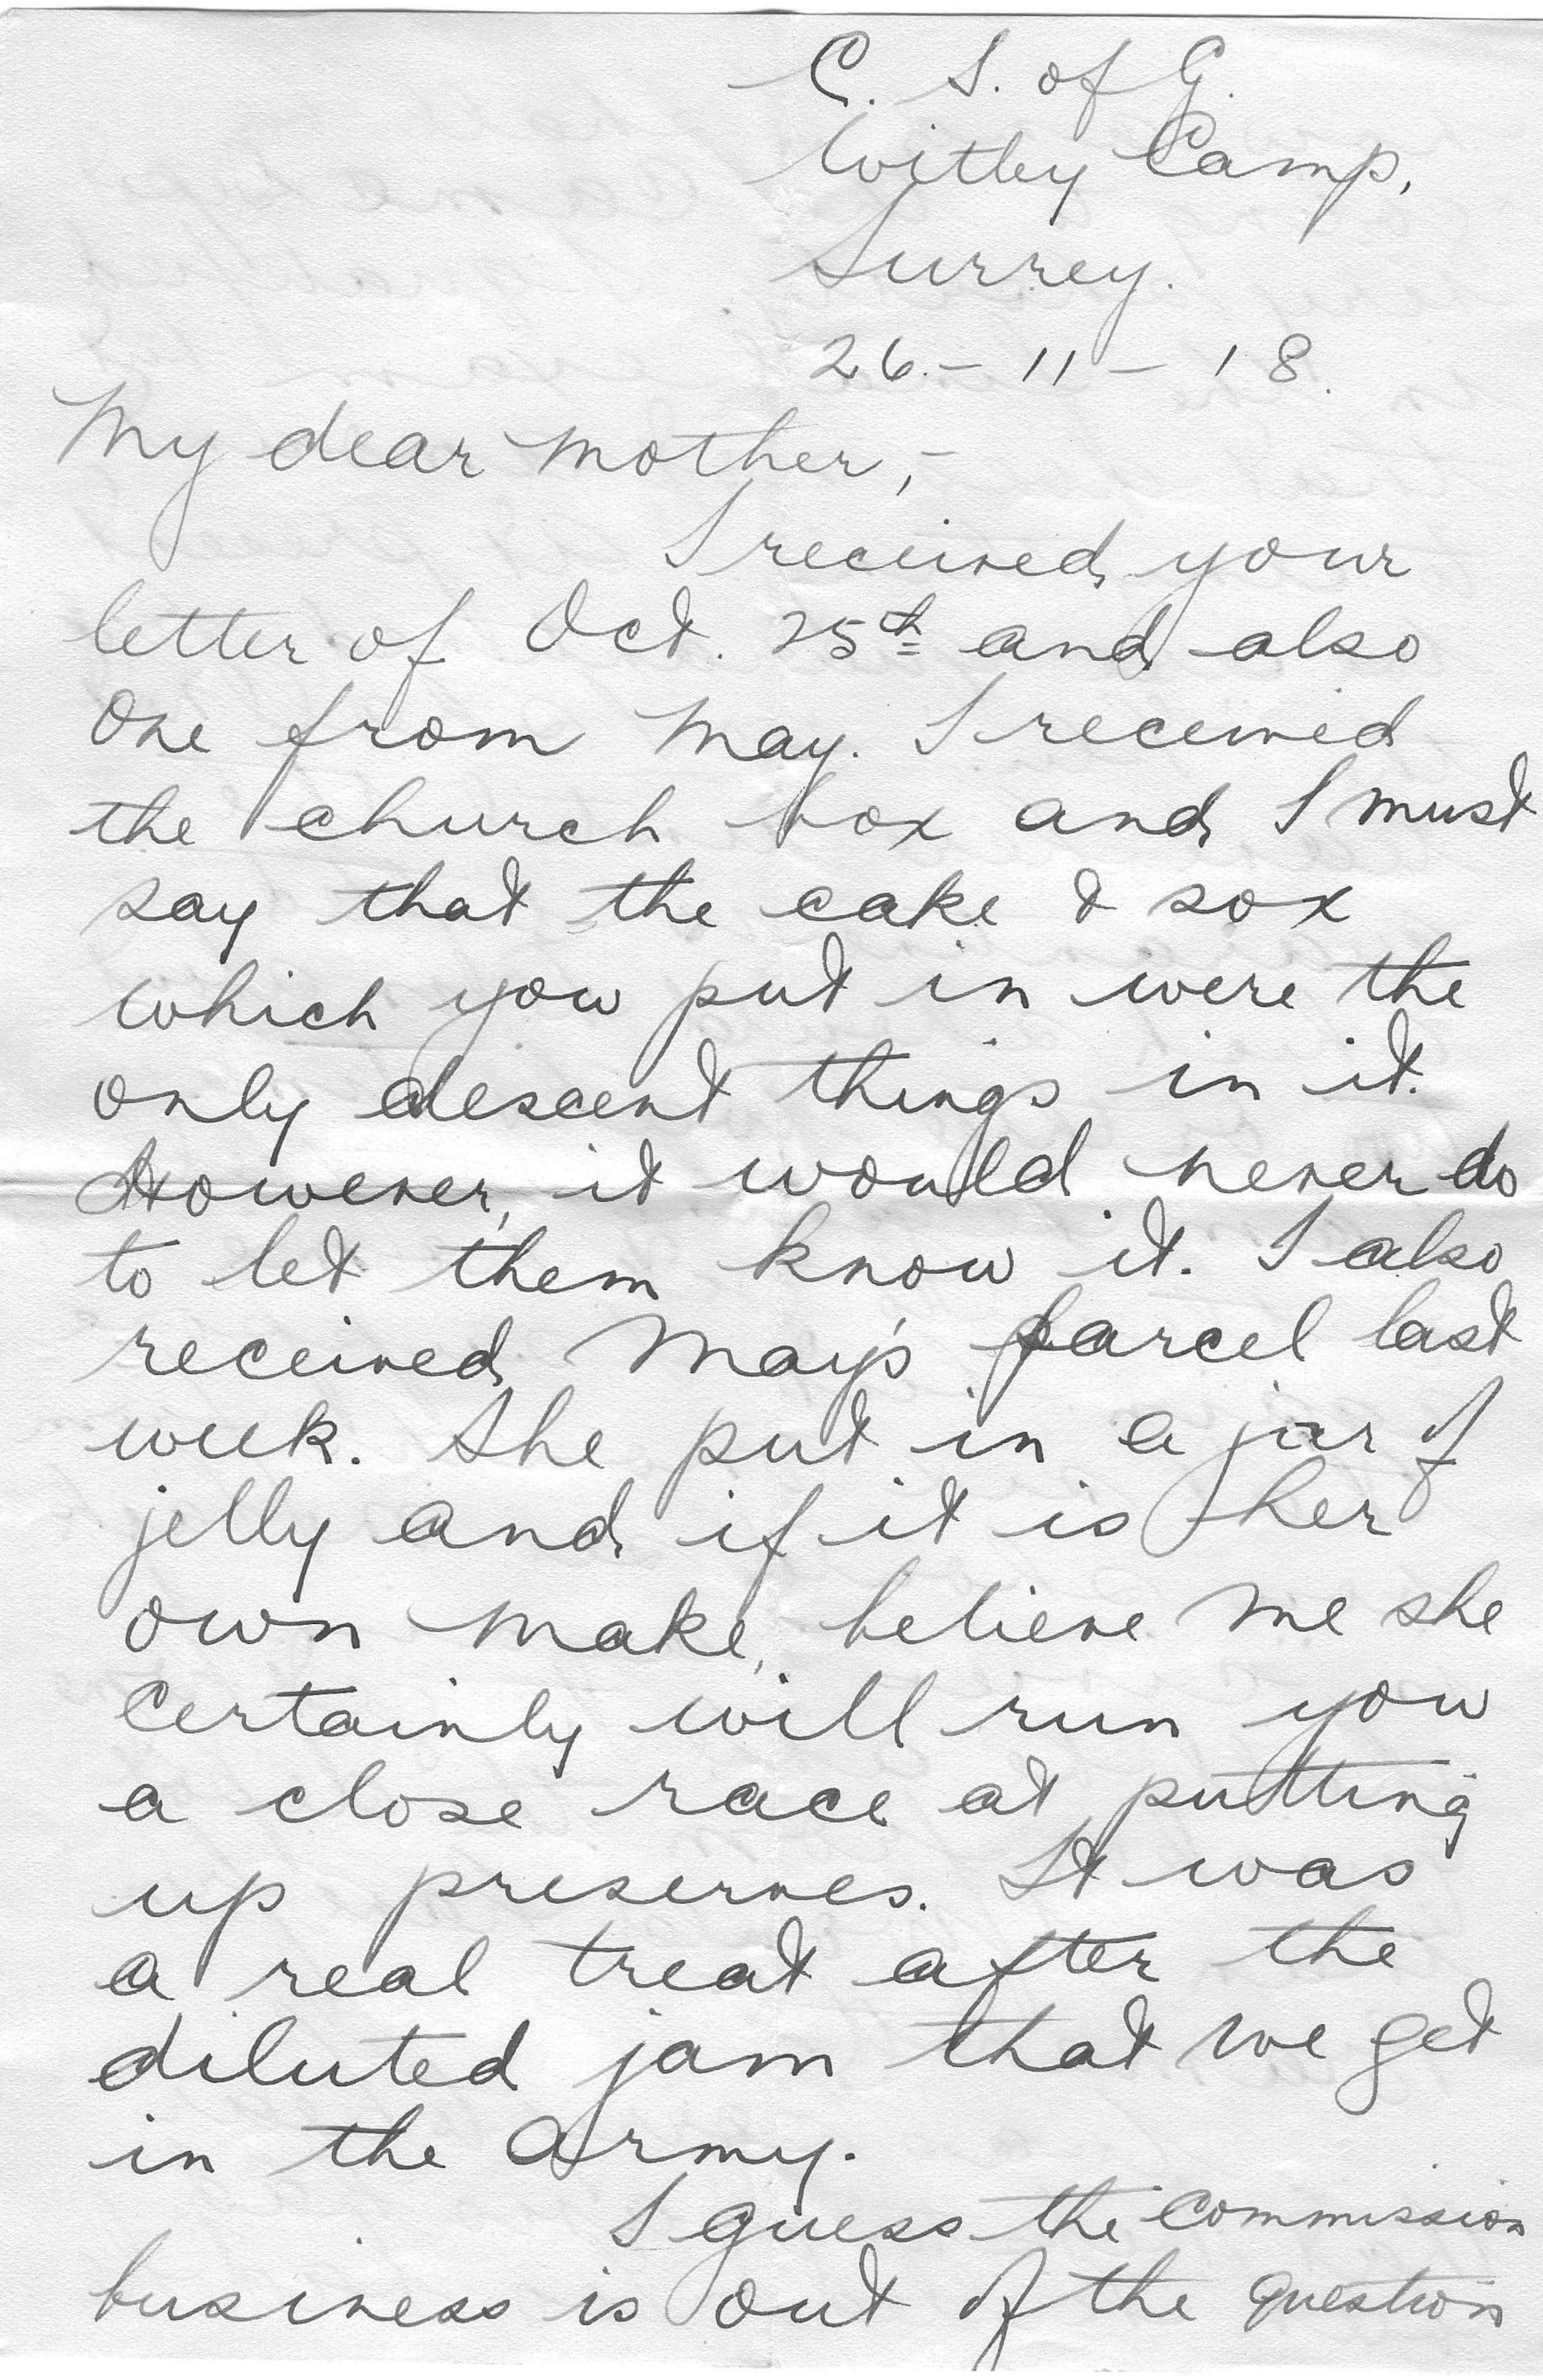 C. S. of G.
Witley Camp,
Surrey.
26.-11-18.
My dear Mother,-
I received your
letter of Oct. 25th and also
one from May. I received
the church box and I must
say that the cake & sox
which you put in were the
only descent things in it.
However, it would never do
to let them know it. I also
received May's parcel last
week. She put in a jar of
jelly and if it is her
own make, believe me she
certainly will run you
a close race at putting
up preserves. It was
a real treat after the
diluted jam that we get
in the Army.
I guess the Commission
business is out of the question